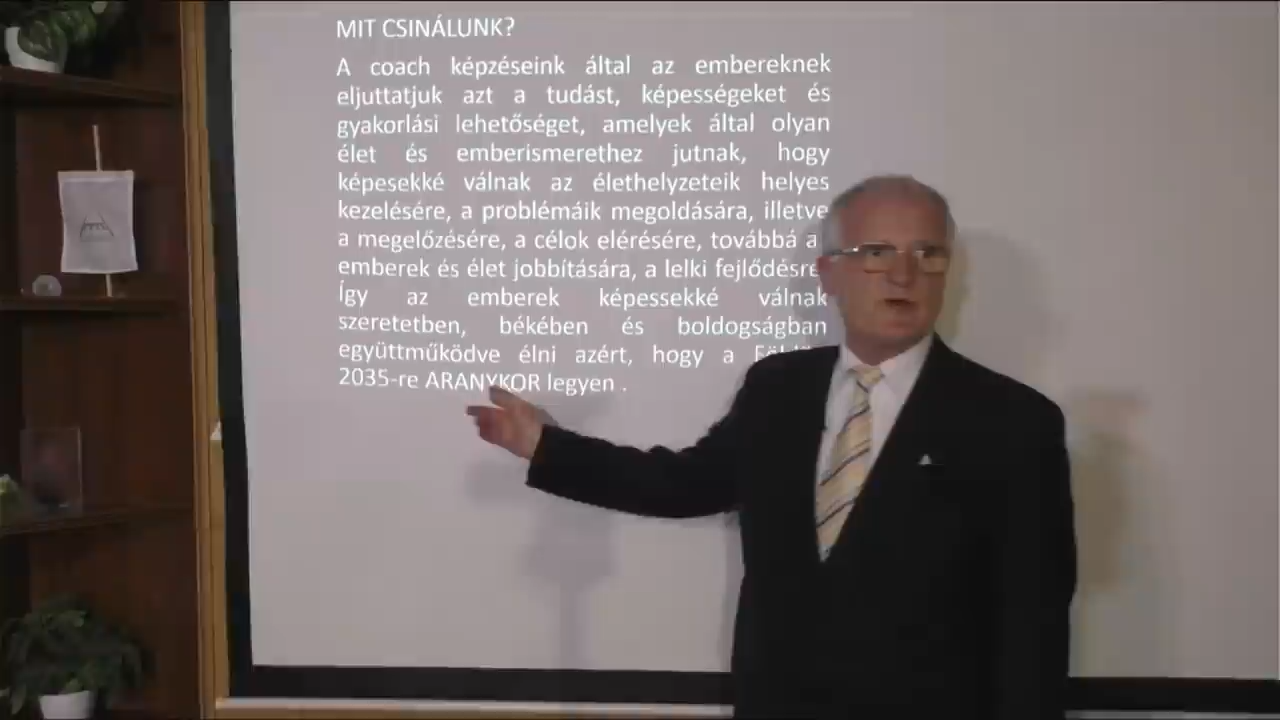 MIT CSINÁLUNK?
A coach képzéseink által az embereknek
eljuttatjuk azt a tudást, képességeket és
gyakorlási lehetőséget, amelyek által olyan
élet és emberismerethez jutnak, hogy
képesekké válnak az élethelyzeteik helyes
kezelésére, a problémáik megoldására, illetve
a megelőzésére, a célok elérésére, továbbá a
emberek és élet jobbítására, a lelki fejlődésre
Így az emberek képessekké válnak
szeretetben, békében és boldogságban
együttműködve élni azért, hogy a
2035-re ARANYKOR legyen .